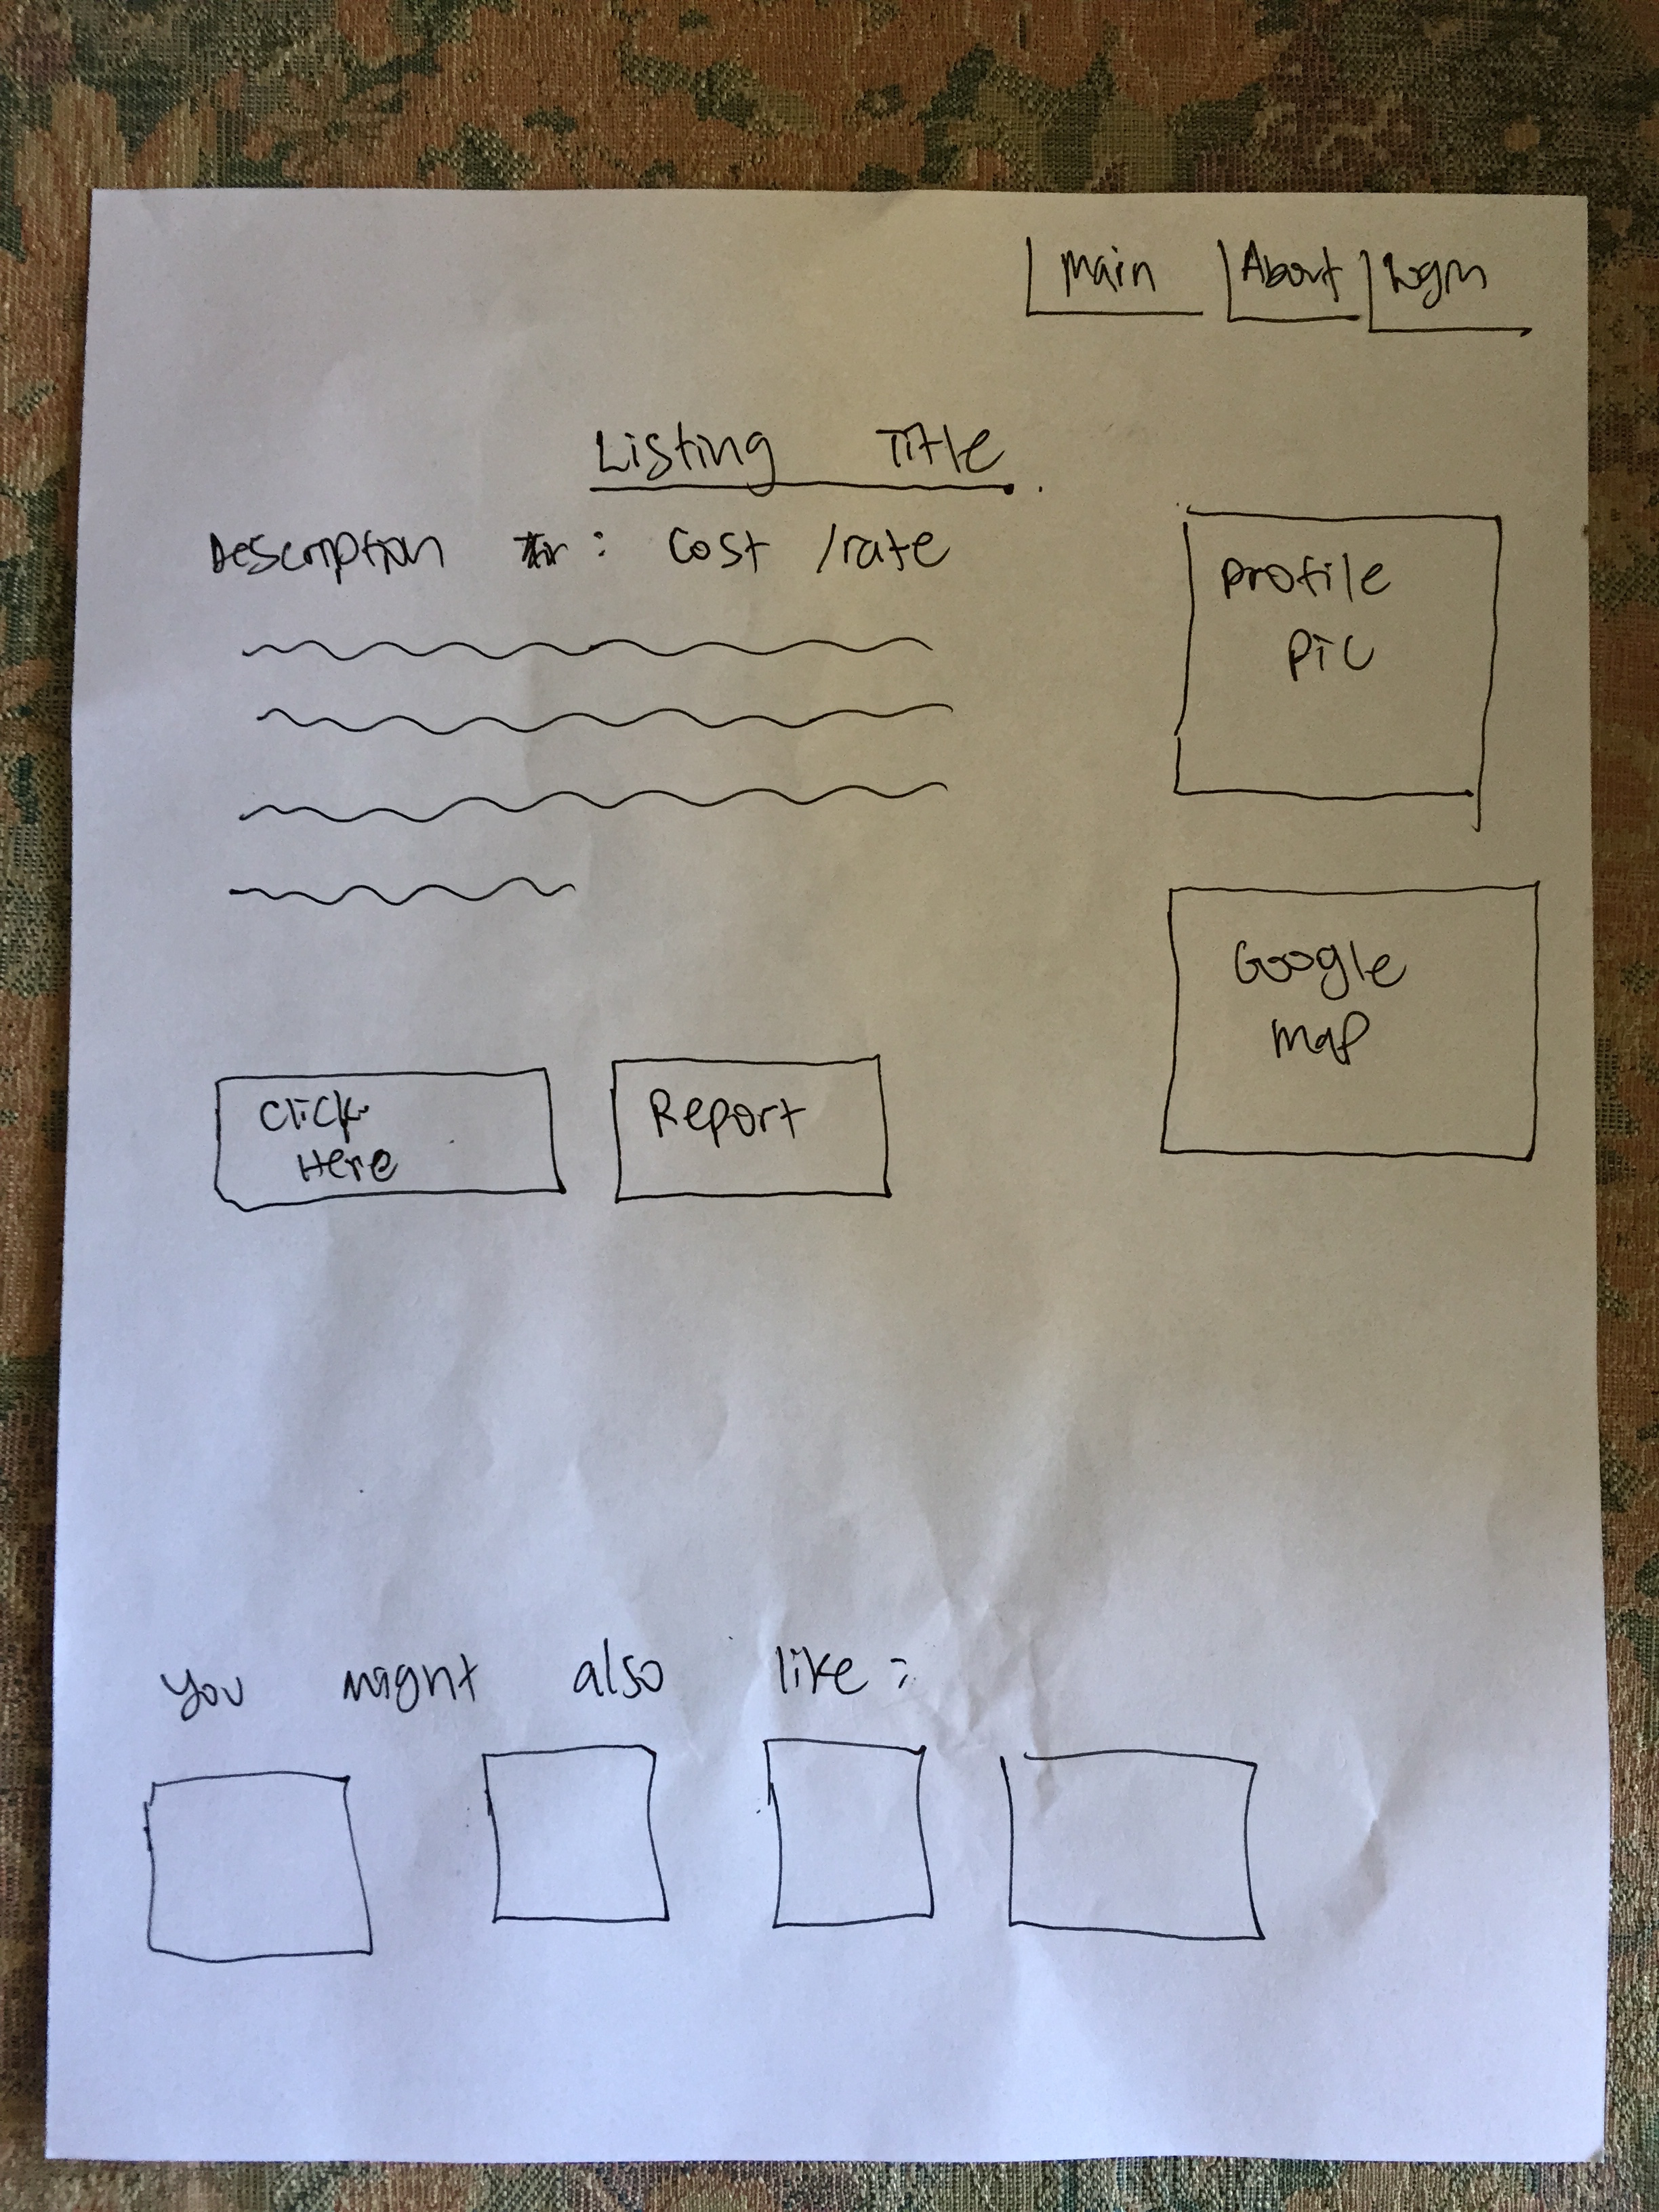 Main About Login
Listing Title
Description : Cost /rate
Profile
Pic
Google
Map
Click
Here
Report
You might also like :